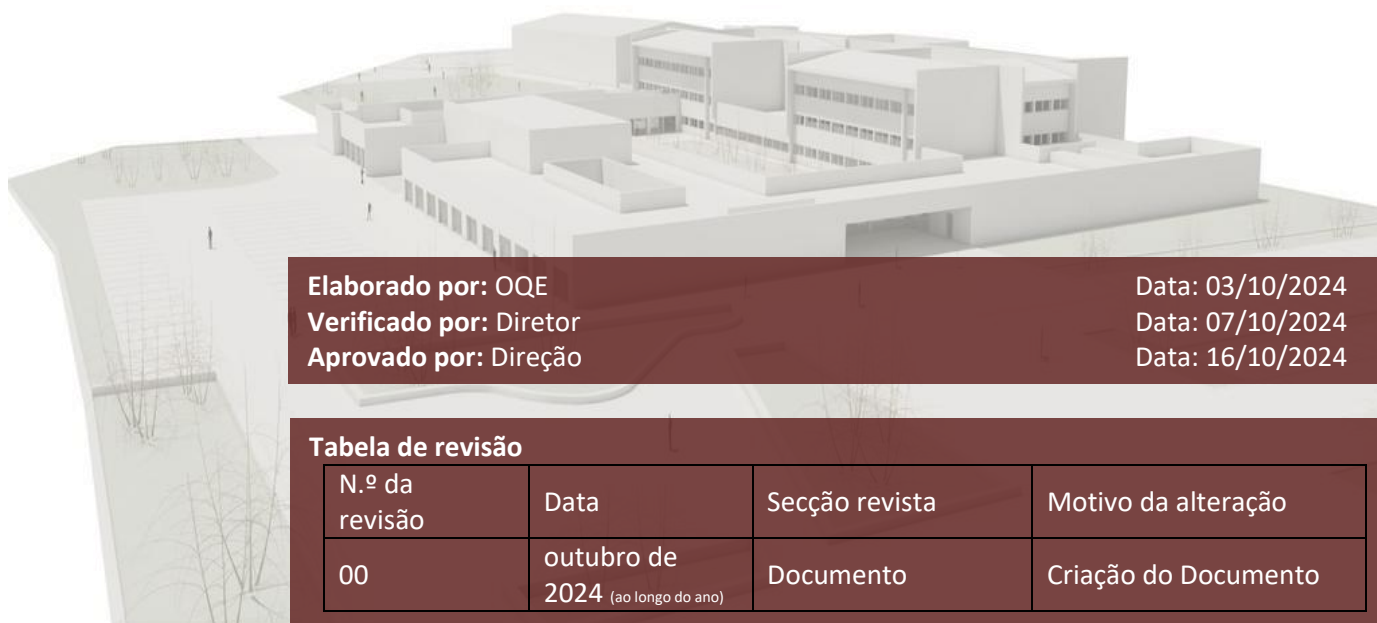 Elaborado por: OQE Data: 03/10/2024
Verificado por: Diretor Data: 07/10/2024
Aprovado por: Direção Data: 16/10/2024
Tabela de revisão
N.º da revisão Data Secção revista Motivo da alteração
00 outubro de 2024 (ao longo do ano) Documento Criação do Documento